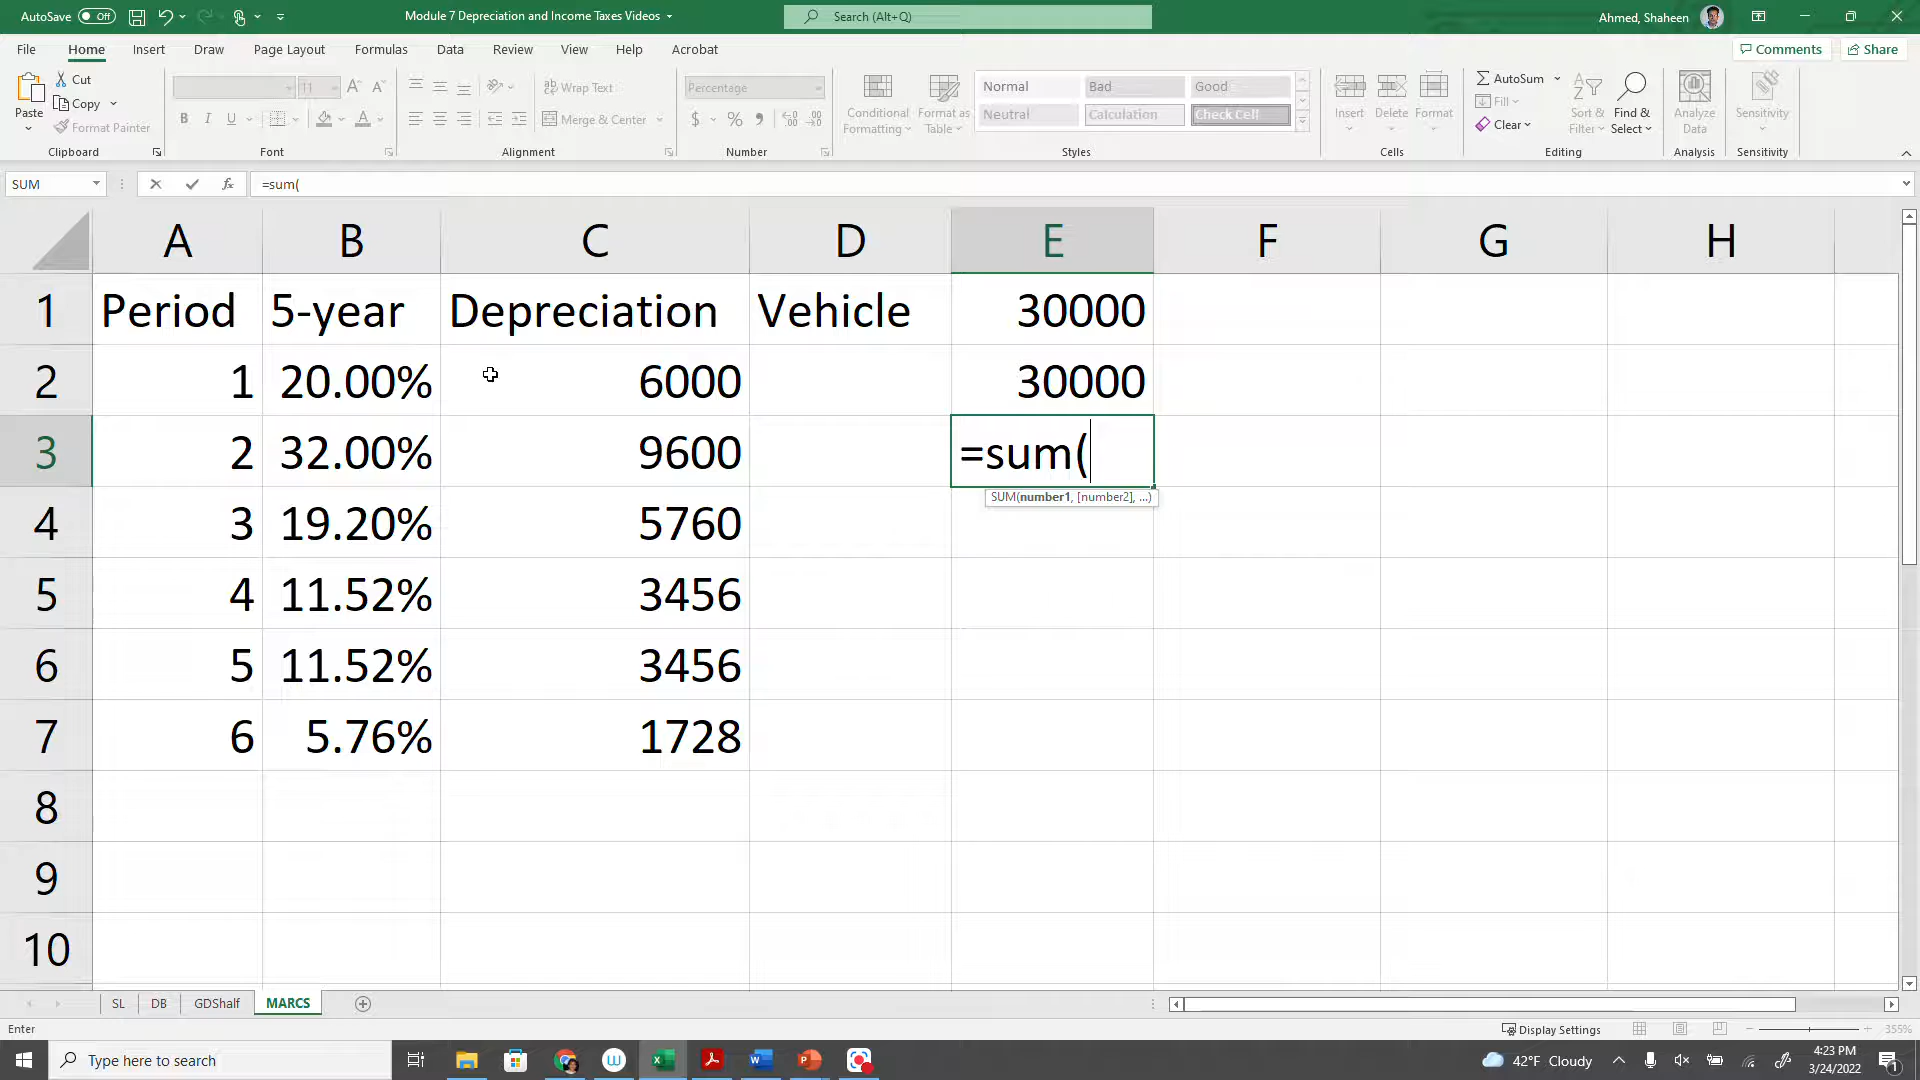 AutoSave Off Module 7 Depreciation and Income Taxes Videos Search (Alt+Q) Ahmed, Shaheen
File Home Insert Draw Page Layout Formulas Data Review View Help Acrobat Comments Share
Paste Cut Copy Format Painter Clipboard
11 B I U Font
Wrap Text Merge & Center Alignment
Percentage $ % Number
Conditional Formatting Format as Table Normal Bad Good Neutral Calculation Check Cell Styles
Insert Delete Format Cells
AutoSum Fill Clear Sort & Filter Find & Select Editing
Analyze Data Analysis
Sensitivity Sensitivity
SUM fx =sum(
A B C D E F G H
1 Period 5-year Depreciation Vehicle 30000
2 1 20.00% 6000 30000
3 2 32.00% 9600 =sum(
SUM(number1, [number2], ...)
4 3 19.20% 5760
5 4 11.52% 3456
6 5 11.52% 3456
7 6 5.76% 1728
8
9
10
SL DB GDShalf MARCS
Enter Display Settings 355%
Type here to search 42°F Cloudy 4:23 PM
3/24/2022